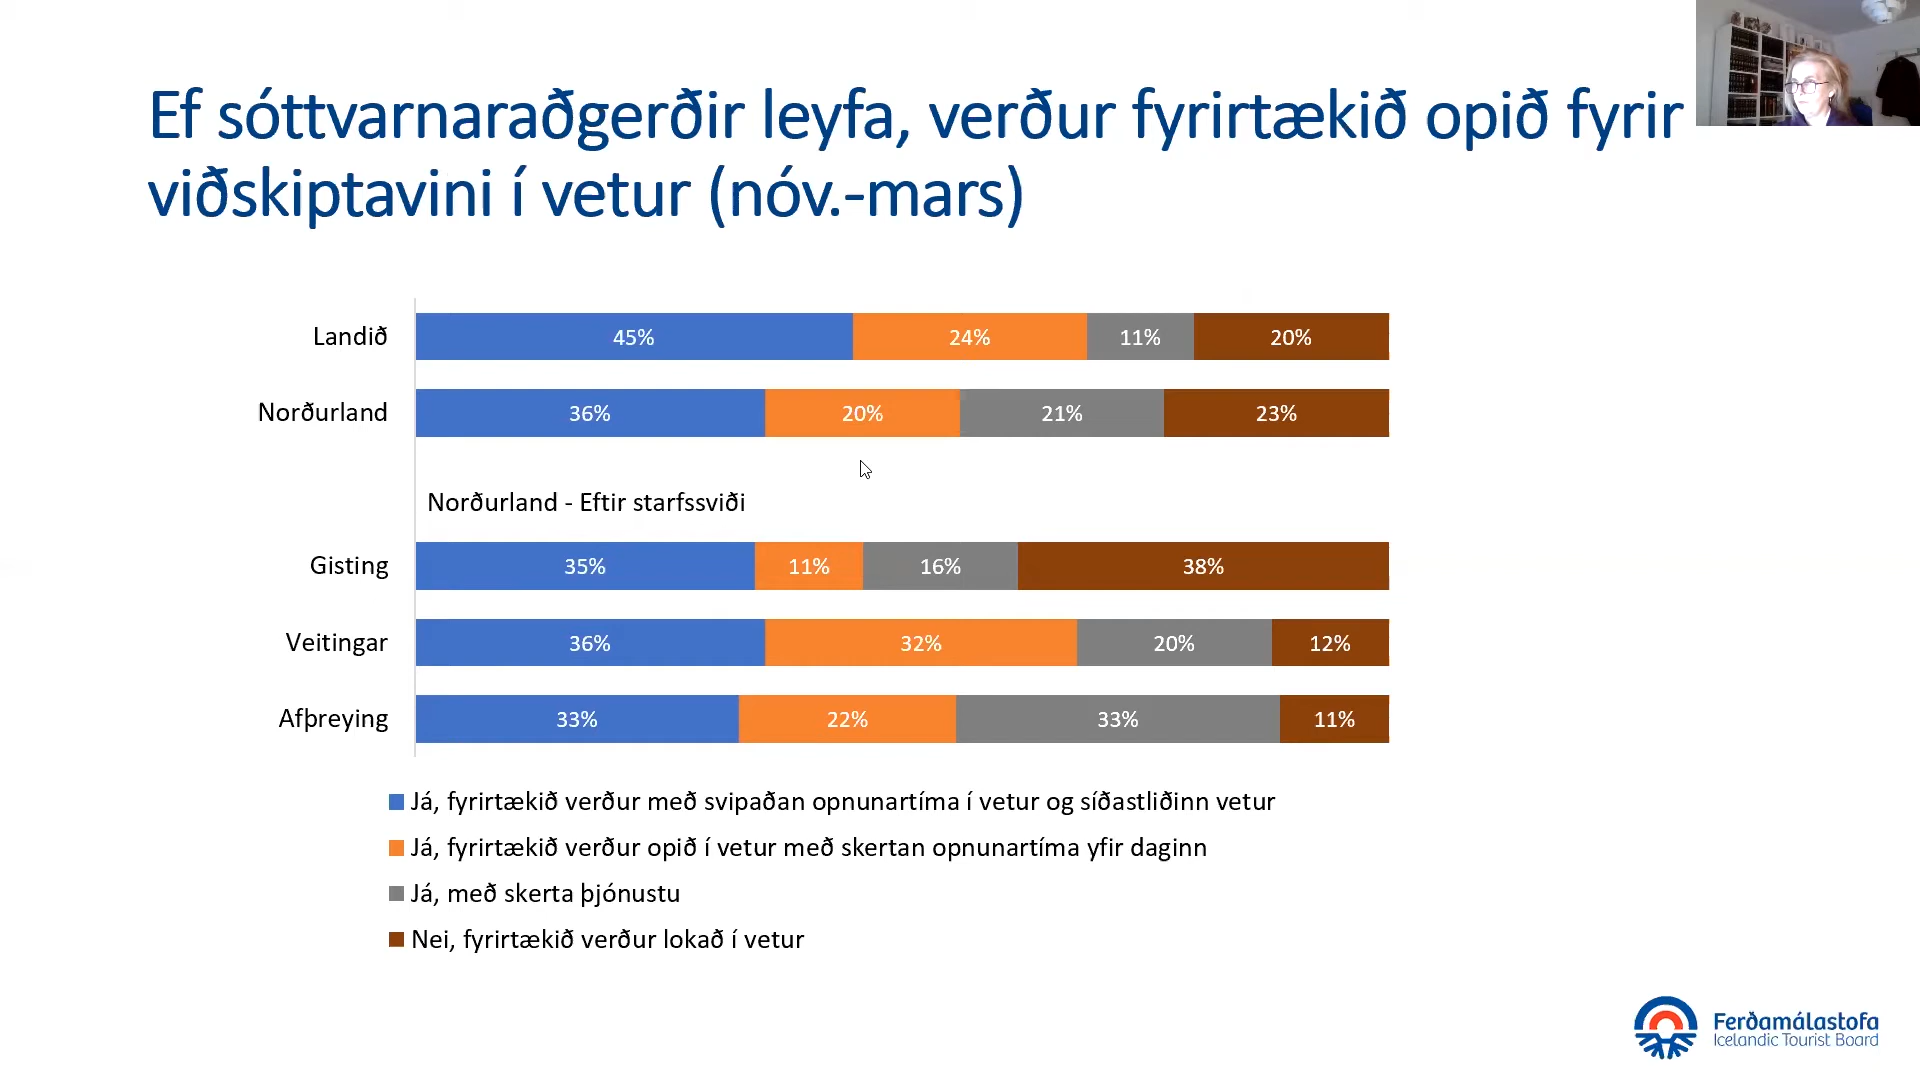 Ef sóttvarnaraðgerðir leyfa, verður fyrirtækið opið fyrir
viðskiptavini í vetur (nóv.-mars)
Landið 45% 24% 11% 20%
Norðurland 36% 20% 21% 23%
Norðurland - Eftir starfssviði
Gisting 35% 11% 16% 38%
Veitingar 36% 32% 20% 12%
Afþreying 33% 22% 33% 11%
Já, fyrirtækið verður með svipaðan opnunartíma í vetur og síðastliðinn vetur
Já, fyrirtækið verður opið í vetur með skertan opnunartíma yfir daginn
Já, með skerta þjónustu
Nei, fyrirtækið verður lokað í vetur
Ferðamálastofa
Icelandic Tourist Board